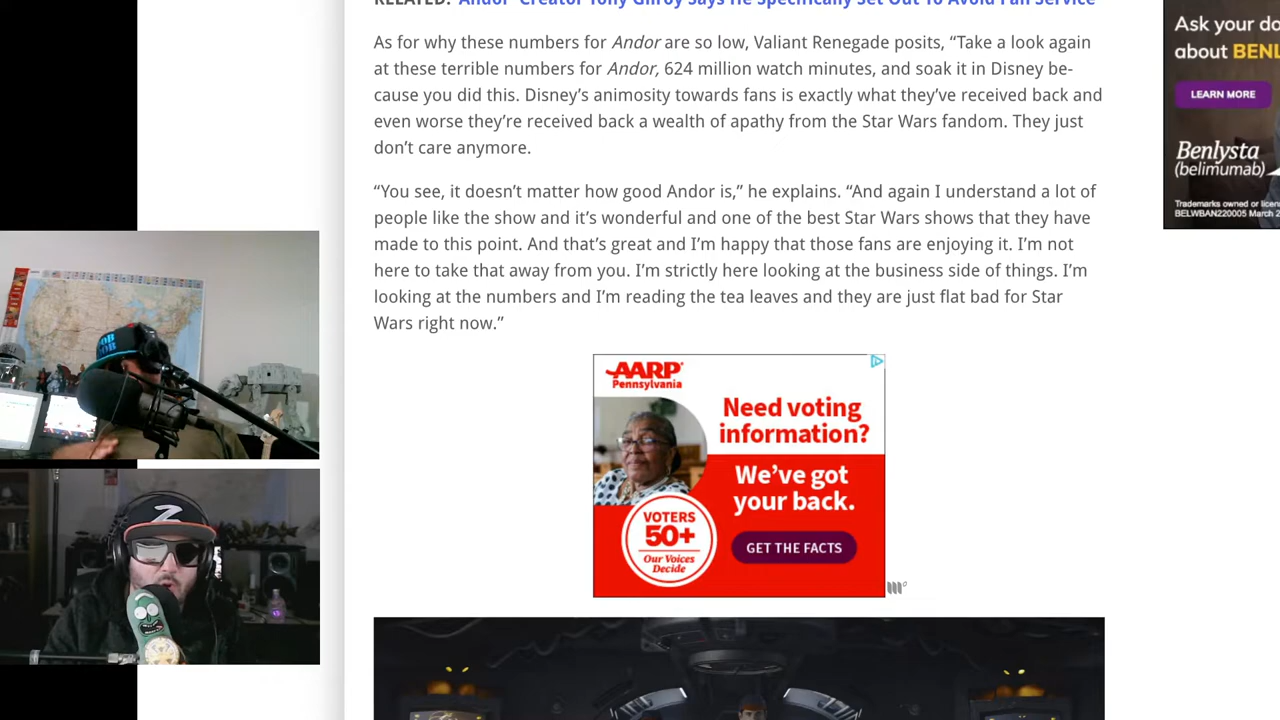 RELATED: 'Andor' Creator Tony Gilroy Says He Specifically Set Out To Avoid Fan Service
As for why these numbers for Andor are so low, Valiant Renegade posits, “Take a look again
at these terrible numbers for Andor, 624 million watch minutes, and soak it in Disney be-
cause you did this. Disney’s animosity towards fans is exactly what they’ve received back and
even worse they’re received back a wealth of apathy from the Star Wars fandom. They just
don’t care anymore.
“You see, it doesn’t matter how good Andor is,” he explains. “And again I understand a lot of
people like the show and it’s wonderful and one of the best Star Wars shows that they have
made to this point. And that’s great and I’m happy that those fans are enjoying it. I’m not
here to take that away from you. I’m strictly here looking at the business side of things. I’m
looking at the numbers and I’m reading the tea leaves and they are just flat bad for Star
Wars right now.”
AARP
Pennsylvania
Need voting
information?
We’ve got
your back.
VOTERS
50+
Our Voices
Decide
GET THE FACTS
Ask your
about
LEARN MORE
Benlysta
(belimumab)
Trademarks owned or
BELWBAN220005 March